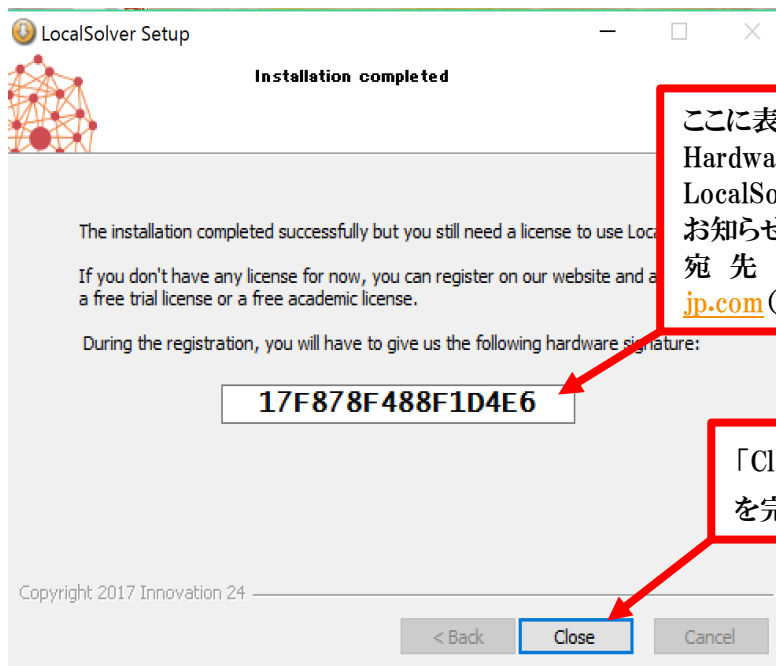 LocalSolver Setup
Installation completed
ここに表
Hardwa
LocalSo
お知らせ
宛 先
jp.com(
The installation completed successfully but you still need a license to use Loca
If you don't have any license for now, you can register on our website and a
a free trial license or a free academic license.
During the registration, you will have to give us the following hardware signature:
17F878F488F1D4E6
「Cl
を完
Copyright 2017 Innovation 24
< Back
Close
Cancel